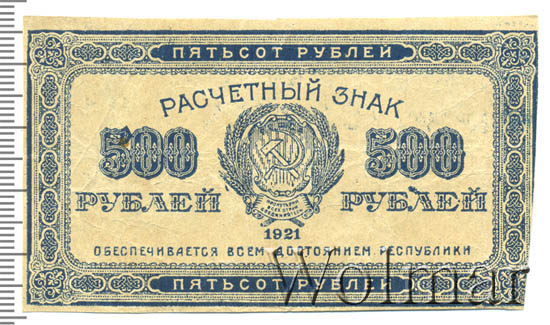 ПЯТЬСОТ РУБЛЕЙ
РАСЧЕТНЫЙ ЗНАК
500 500
РУБЛЕЙ РУБЛЕЙ
1921
ОБЕСПЕЧИВАЕТСЯ ВСЕМ ДОСТОЯНИЕМ РЕСПУБЛИКИ
ПЯТЬСОТ РУБЛЕЙ
Wolmar